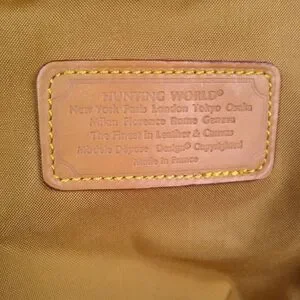 HUNTING WORLD®
New York Paris London Tokyo Osaka
Milan Florence Rome Geneva
The Finest In Leather & Canvas
Modèle Déposé Design® Copyrighted
Made in France